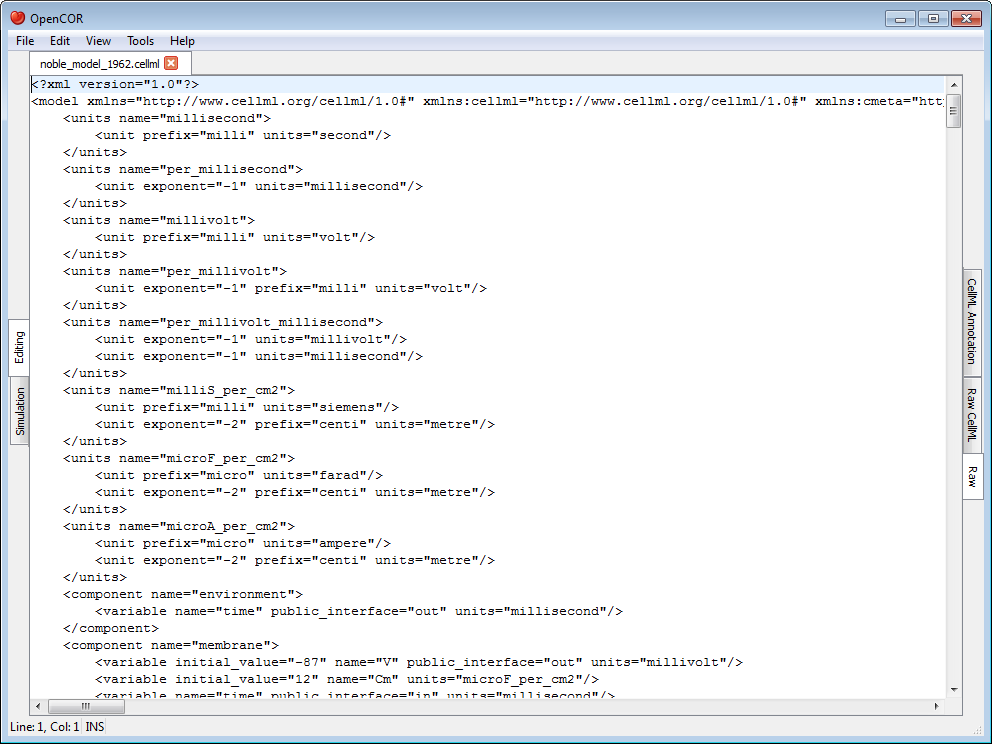 OpenCOR
File Edit View Tools Help
noble_model_1962.cellml
<?xml version="1.0"?>
<model xmlns="http://www.cellml.org/cellml/1.0#" xmlns:cellml="http://www.cellml.org/cellml/1.0#" xmlns:cmeta="htt
    <units name="millisecond">
        <unit prefix="milli" units="second"/>
    </units>
    <units name="per_millisecond">
        <unit exponent="-1" units="millisecond"/>
    </units>
    <units name="millivolt">
        <unit prefix="milli" units="volt"/>
    </units>
    <units name="per_millivolt">
        <unit exponent="-1" prefix="milli" units="volt"/>
    </units>
    <units name="per_millivolt_millisecond">
        <unit exponent="-1" units="millivolt"/>
        <unit exponent="-1" units="millisecond"/>
    </units>
    <units name="milliS_per_cm2">
        <unit prefix="milli" units="siemens"/>
        <unit exponent="-2" prefix="centi" units="metre"/>
    </units>
    <units name="microF_per_cm2">
        <unit prefix="micro" units="farad"/>
        <unit exponent="-2" prefix="centi" units="metre"/>
    </units>
    <units name="microA_per_cm2">
        <unit prefix="micro" units="ampere"/>
        <unit exponent="-2" prefix="centi" units="metre"/>
    </units>
    <component name="environment">
        <variable name="time" public_interface="out" units="millisecond"/>
    </component>
    <component name="membrane">
        <variable initial_value="-87" name="V" public_interface="out" units="millivolt"/>
        <variable initial_value="12" name="Cm" units="microF_per_cm2"/>
        <variable name="time" public_interface="in" units="millisecond"/>
Editing
Simulation
CellML Annotation
Raw CellML
Raw
Line: 1, Col: 1 INS